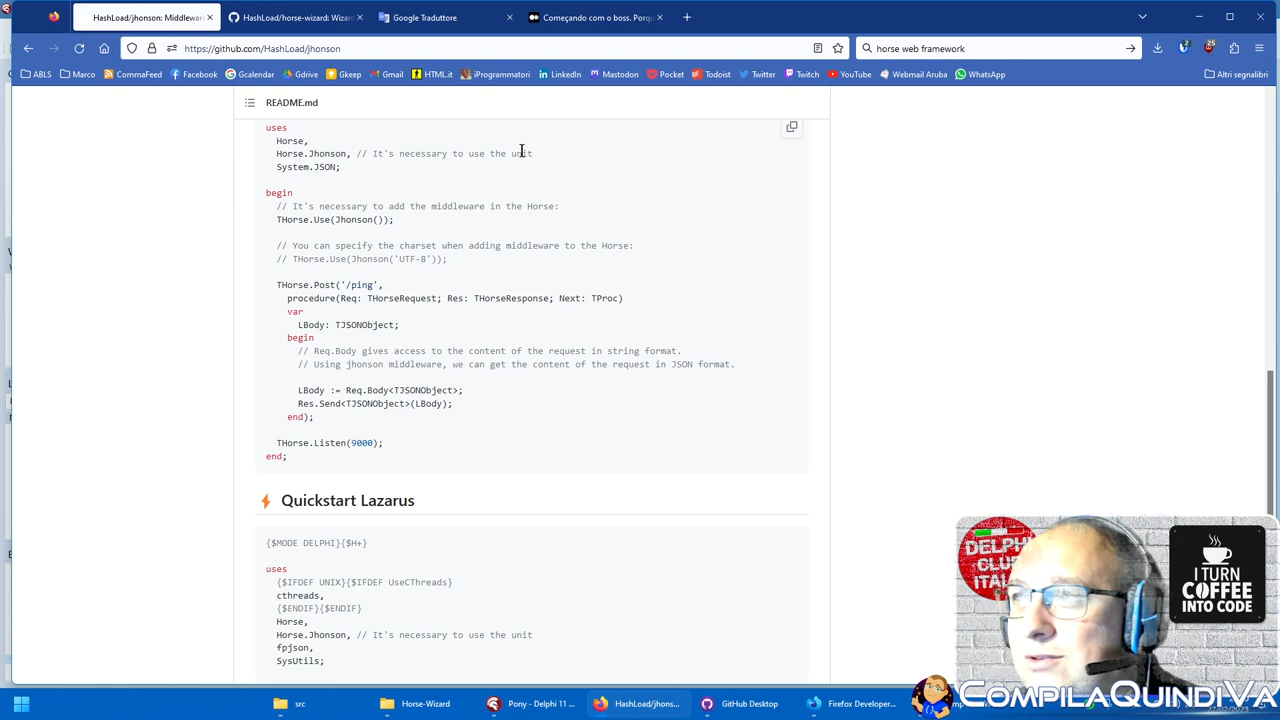 HashLoad/jhonson: Middleware
HashLoad/horse-wizard: Wizard
Google Traduttore
Começando com o boss. Porqu
https://github.com/HashLoad/jhonson
horse web framework
25
ABLS
Marco
CommaFeed
Facebook
Gcalendar
Gdrive
Gkeep
Gmail
HTML.it
iProgrammatori
LinkedIn
Mastodon
Pocket
Todoist
Twitter
Twitch
YouTube
Webmail Aruba
WhatsApp
Altri segnalibri
README.md
uses
Horse,
Horse.Jhonson, // It's necessary to use the unit
System.JSON;
begin
// It's necessary to add the middleware in the Horse:
THorse.Use(Jhonson());
// You can specify the charset when adding middleware to the Horse:
// THorse.Use(Jhonson('UTF-8'));
THorse.Post('/ping',
procedure(Req: THorseRequest; Res: THorseResponse; Next: TProc)
var
LBody: TJSONObject;
begin
// Req.Body gives access to the content of the request in string format.
// Using jhonson middleware, we can get the content of the request in JSON format.
LBody := Req.Body<TJSONObject>;
Res.Send<TJSONObject>(LBody);
end);
THorse.Listen(9000);
end;
Quickstart Lazarus
{$MODE DELPHI}{$H+}
uses
{$IFDEF UNIX}{$IFDEF UseCThreads}
cthreads,
{$ENDIF}{$ENDIF}
Horse,
Horse.Jhonson, // It's necessary to use the unit
fpjson,
SysUtils;
DELPHI
CLUB
I TURN
COFFEE
INTO CODE
COMPILAQUINDIVA
src
Horse-Wizard
Pony - Delphi 11 ...
HashLoad/jhons...
GitHub Desktop
Firefox Developer...